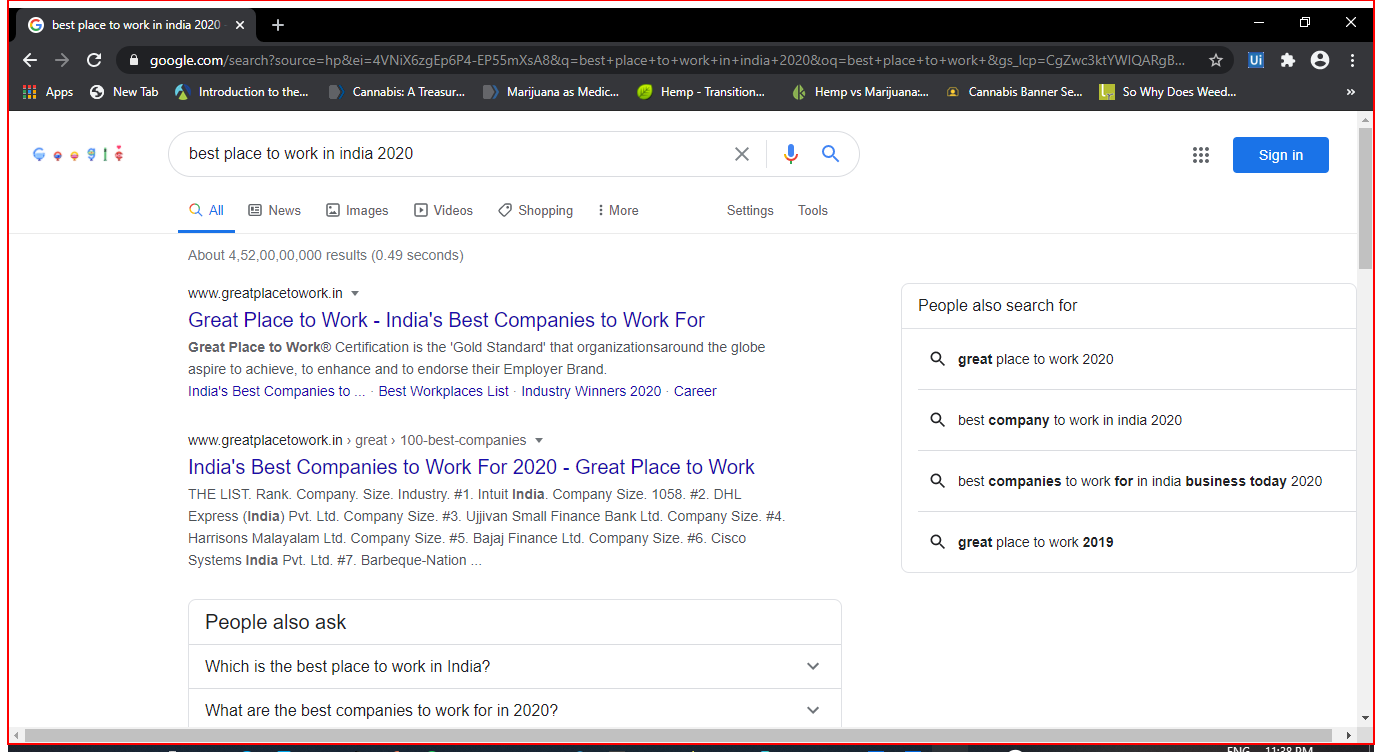 best place to work in india 2020
google.com/search?source=hp&ei=4VNiX6zgEp6P4-EP55mXsA8&q=best+place+to+work+in+india+2020&oq=best+place+to+work+&gs_lcp=CgZwc3ktYWIQARgB...
Ui
Apps New Tab Introduction to the... Cannabis: A Treasur... Marijuana as Medic... Hemp - Transition... Hemp vs Marijuana:... Cannabis Banner Se... So Why Does Weed... »
best place to work in india 2020
Sign in
All News Images Videos Shopping More Settings Tools
About 4,52,00,00,000 results (0.49 seconds)
www.greatplacetowork.in
Great Place to Work - India's Best Companies to Work For
Great Place to Work® Certification is the 'Gold Standard' that organizationsaround the globe
aspire to achieve, to enhance and to endorse their Employer Brand.
India's Best Companies to ... · Best Workplaces List · Industry Winners 2020 · Career
www.greatplacetowork.in › great › 100-best-companies
India's Best Companies to Work For 2020 - Great Place to Work
THE LIST. Rank. Company. Size. Industry. #1. Intuit India. Company Size. 1058. #2. DHL
Express (India) Pvt. Ltd. Company Size. #3. Ujjivan Small Finance Bank Ltd. Company Size. #4.
Harrisons Malayalam Ltd. Company Size. #5. Bajaj Finance Ltd. Company Size. #6. Cisco
Systems India Pvt. Ltd. #7. Barbeque-Nation ...
People also ask
Which is the best place to work in India?
What are the best companies to work for in 2020?
People also search for
great place to work 2020
best company to work in india 2020
best companies to work for in india business today 2020
great place to work 2019
ENG 11:38 PM